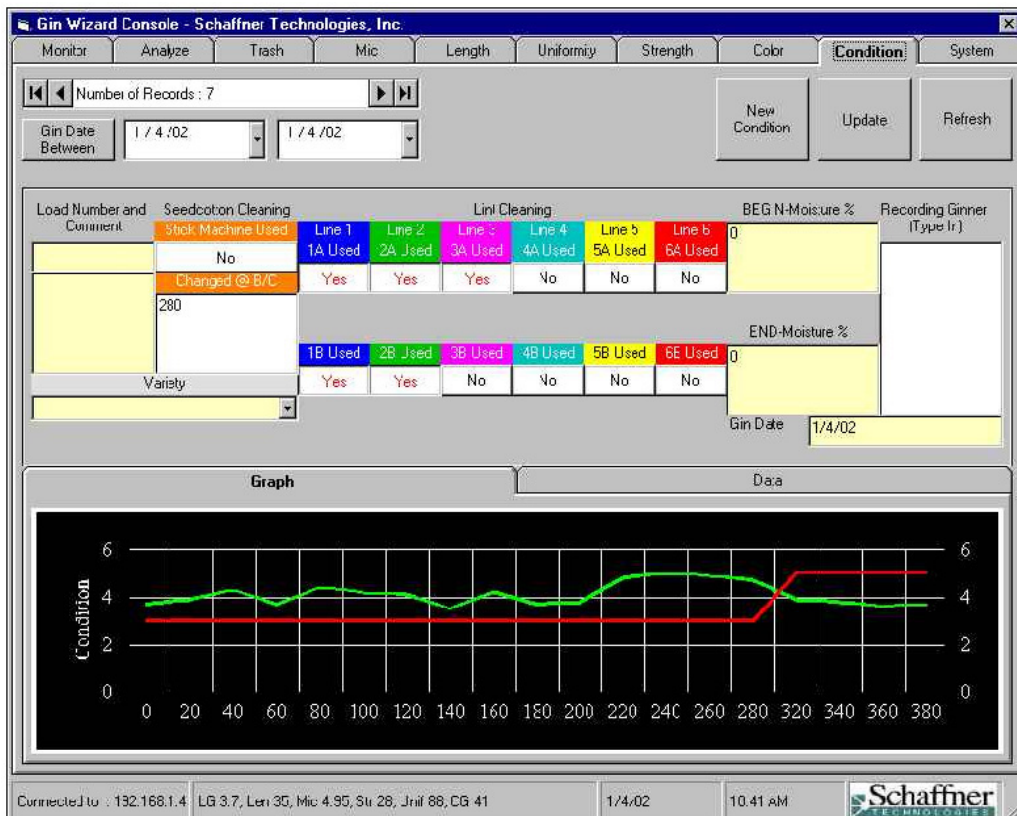 Gin Wizard Console - Schaffner Technologies, Inc.
Monitor Analyze Trash Mic Length Uniformity Strength Color Condition System
Number of Records : 7
Gin Date Between
1 / 4 /02
1 / 4 /02
New Condition
Update
Refresh
Load Number and Comment
Seedcotton Cleaning
Lint Cleaning
BEG N-Moisture %
Recording Ginner (Type In)
Stick Machine Used
Line 1 Line 2 Line 3 Line 4 Line 5 Line 6
1A Used 2A Used 3A Used 4A Used 5A Used 6A Used
0
No
Yes Yes Yes No No No
Changed @ B/C
280
END-Moisture %
1B Used 2B Used 3B Used 4B Used 5B Used 6E Used
0
Yes Yes No No No No
Variety
Gin Date 1/4/02
Graph
Data
Condition
6 6
4 4
2 2
0 0
0 20 40 60 80 100 120 140 160 180 200 220 240 260 280 320 340 360 380
Connected to : 192.168.1.4
LG 3.7, Len 35, Mic 4.95, Str 28, Unif 88, CG 41
1/4/02
10.41 AM
Schaffner
TECHNOLOGIES